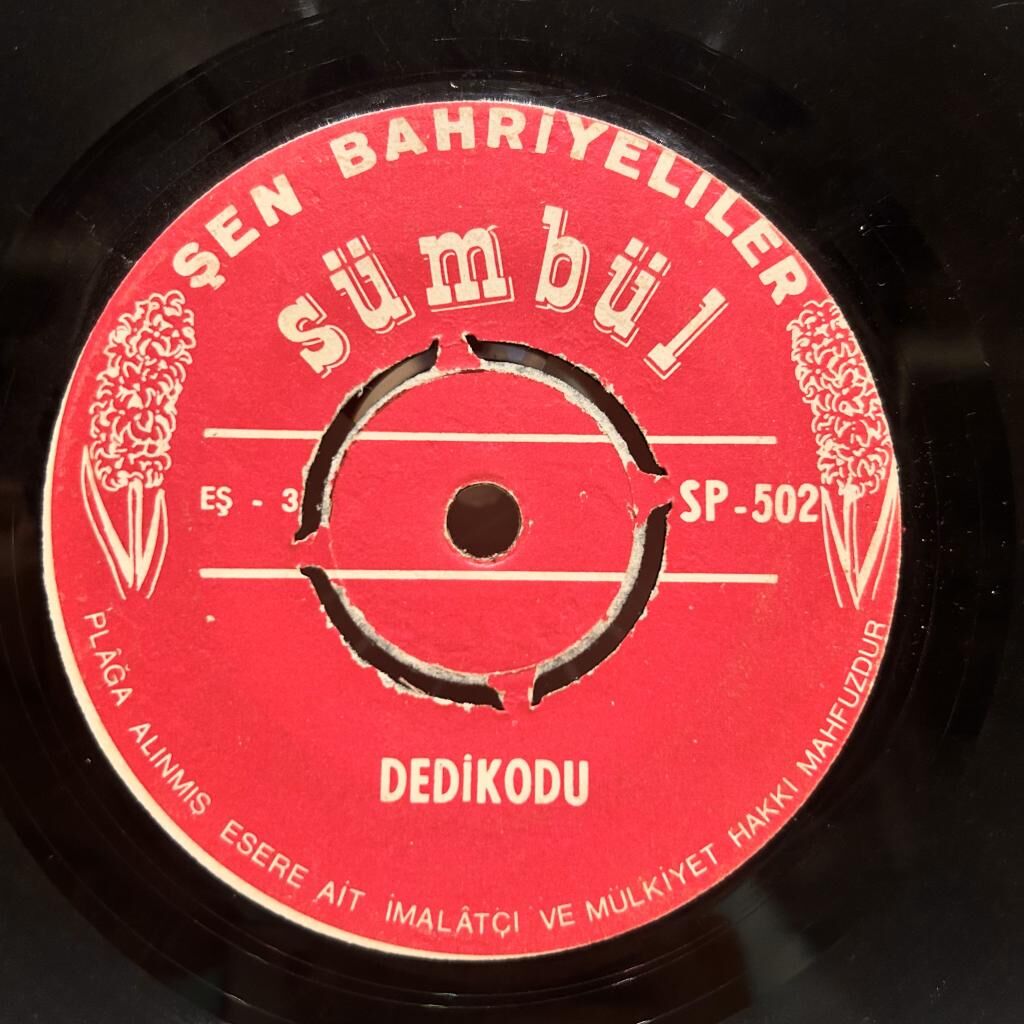 ŞEN BAHRİYELİLER
sümbül
EŞ - 3
SP-502
DEDİKODU
PLÂĞA ALINMIŞ ESERE AİT İMALÂTÇI VE MÜLKİYET HAKKI MAHFUZDUR